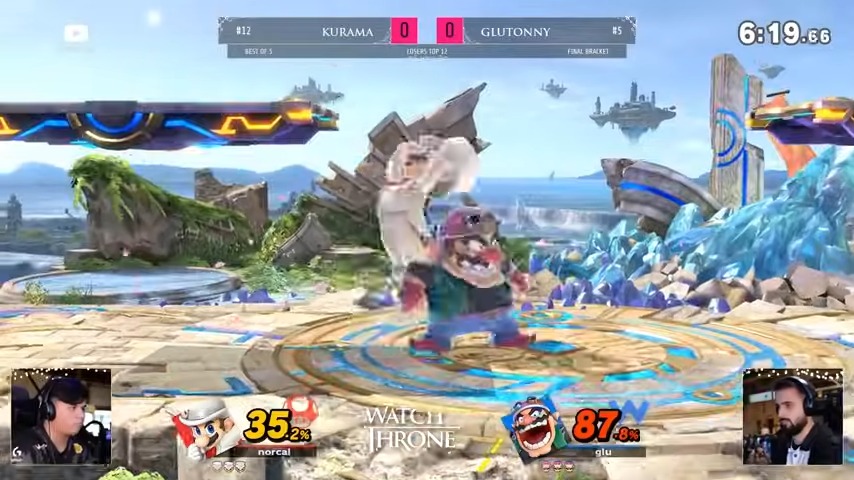 #12 KURAMA 0 0 GLUTONNY #5
BEST OF 5 LOSERS TOP 12 FINAL BRACKET
6:19.66
35.2%
norcal
WATCH
THRONE
87.8%
glu